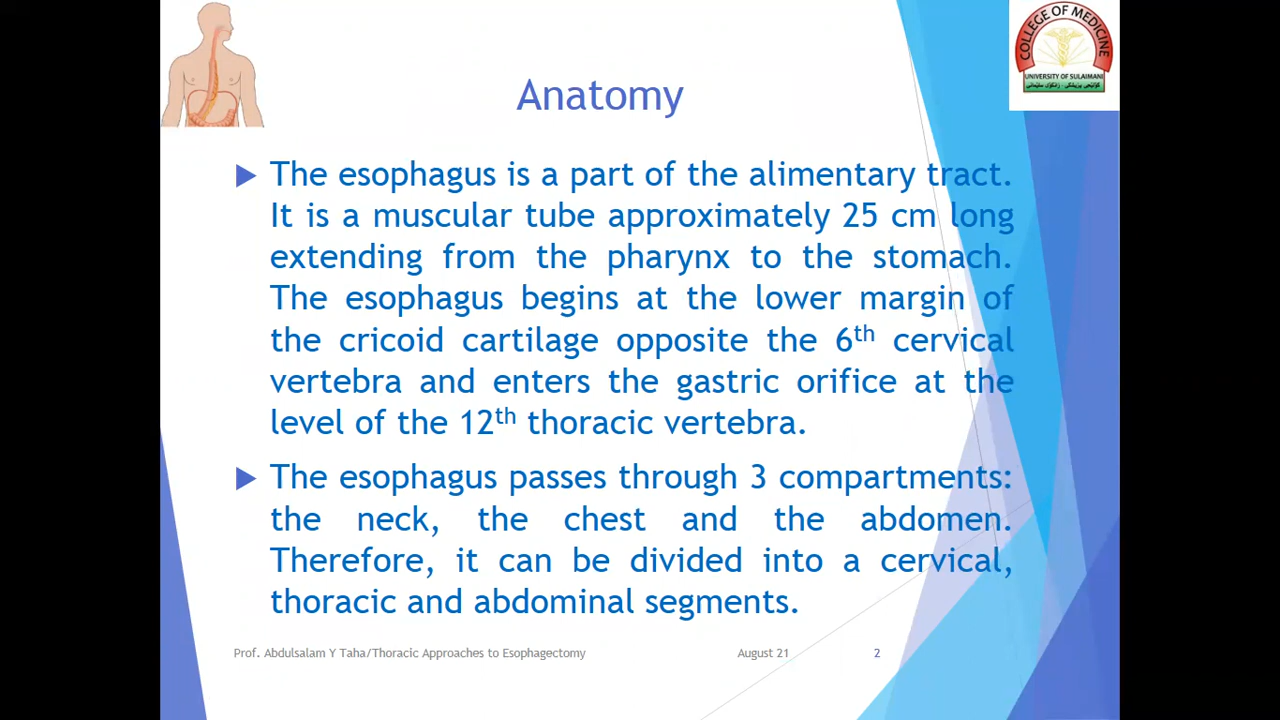 COLLEGE OF MEDICINE
UNIVERSITY OF SULAIMANI
Anatomy
The esophagus is a part of the alimentary tract.
It is a muscular tube approximately 25 cm long
extending from the pharynx to the stomach.
The esophagus begins at the lower margin of
the cricoid cartilage opposite the 6th cervical
vertebra and enters the gastric orifice at the
level of the 12th thoracic vertebra.
The esophagus passes through 3 compartments:
the neck, the chest and the abdomen.
Therefore, it can be divided into a cervical,
thoracic and abdominal segments.
Prof. Abdulsalam Y Taha/Thoracic Approaches to Esophagectomy
August 21
2